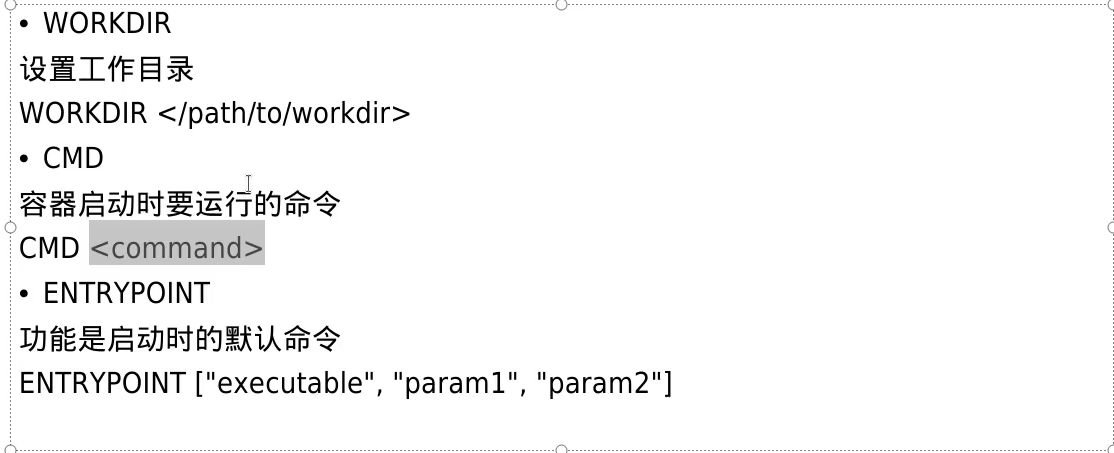 • WORKDIR
设置工作目录
WORKDIR </path/to/workdir>
• CMD
容器启动时要运行的命令
CMD <command>
• ENTRYPOINT
功能是启动时的默认命令
ENTRYPOINT ["executable", "param1", "param2"]